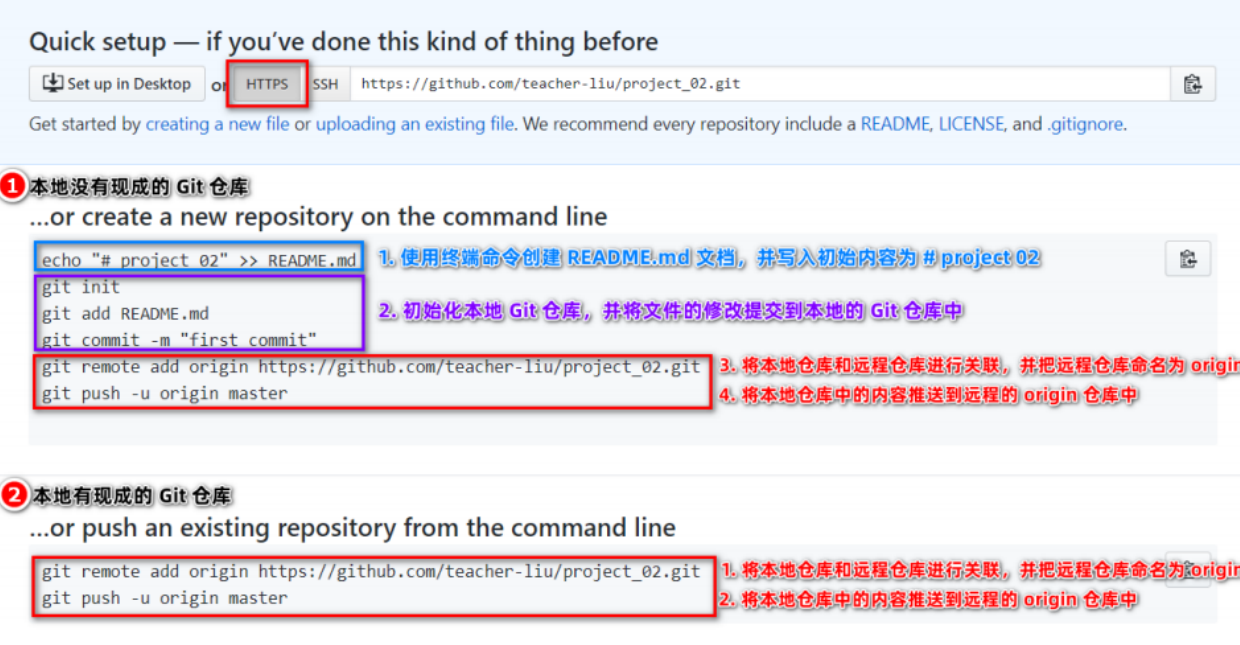 Quick setup — if you’ve done this kind of thing before
Set up in Desktop or HTTPS SSH https://github.com/teacher-liu/project_02.git
Get started by creating a new file or uploading an existing file. We recommend every repository include a README, LICENSE, and .gitignore.
1 本地没有现成的 Git 仓库
...or create a new repository on the command line
echo "# project_02" >> README.md 1. 使用终端命令创建 README.md 文档，并写入初始内容为 # project 02
git init
git add README.md 2. 初始化本地 Git 仓库，并将文件的修改提交到本地的 Git 仓库中
git commit -m "first commit"
git remote add origin https://github.com/teacher-liu/project_02.git 3. 将本地仓库和远程仓库进行关联，并把远程仓库命名为 origin
git push -u origin master 4. 将本地仓库中的内容推送到远程的 origin 仓库中
2 本地有现成的 Git 仓库
...or push an existing repository from the command line
git remote add origin https://github.com/teacher-liu/project_02.git 1. 将本地仓库和远程仓库进行关联，并把远程仓库命名为 origin
git push -u origin master 2. 将本地仓库中的内容推送到远程的 origin 仓库中